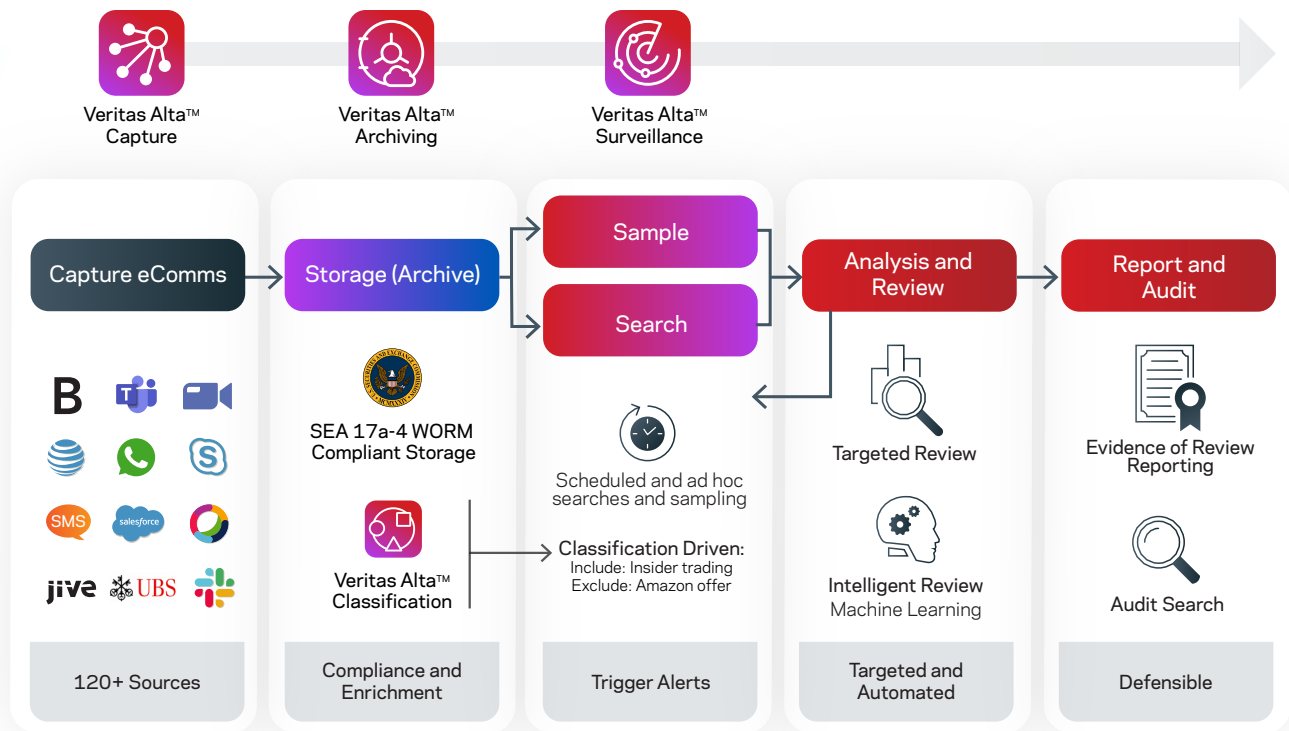 Veritas Alta™
Capture
Veritas Alta™
Archiving
Veritas Alta™
Surveillance
Capture eComms
Storage (Archive)
Sample
Search
Analysis and
Review
Report and
Audit
B
T
S
SMS
salesforce
jive
UBS
SEA 17a-4 WORM
Compliant Storage
Veritas Alta™
Classification
Scheduled and ad hoc
searches and sampling
Classification Driven:
Include: Insider trading
Exclude: Amazon offer
Targeted Review
Intelligent Review
Machine Learning
Evidence of Review
Reporting
Audit Search
120+ Sources
Compliance and
Enrichment
Trigger Alerts
Targeted and
Automated
Defensible